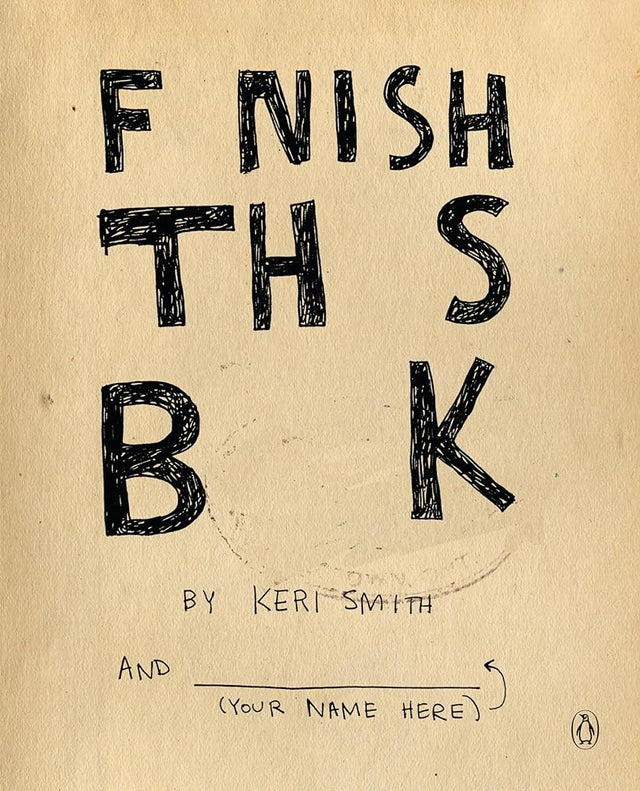 F NISH
TH S
B K
BY KERI SMITH
AND
(YOUR NAME HERE)